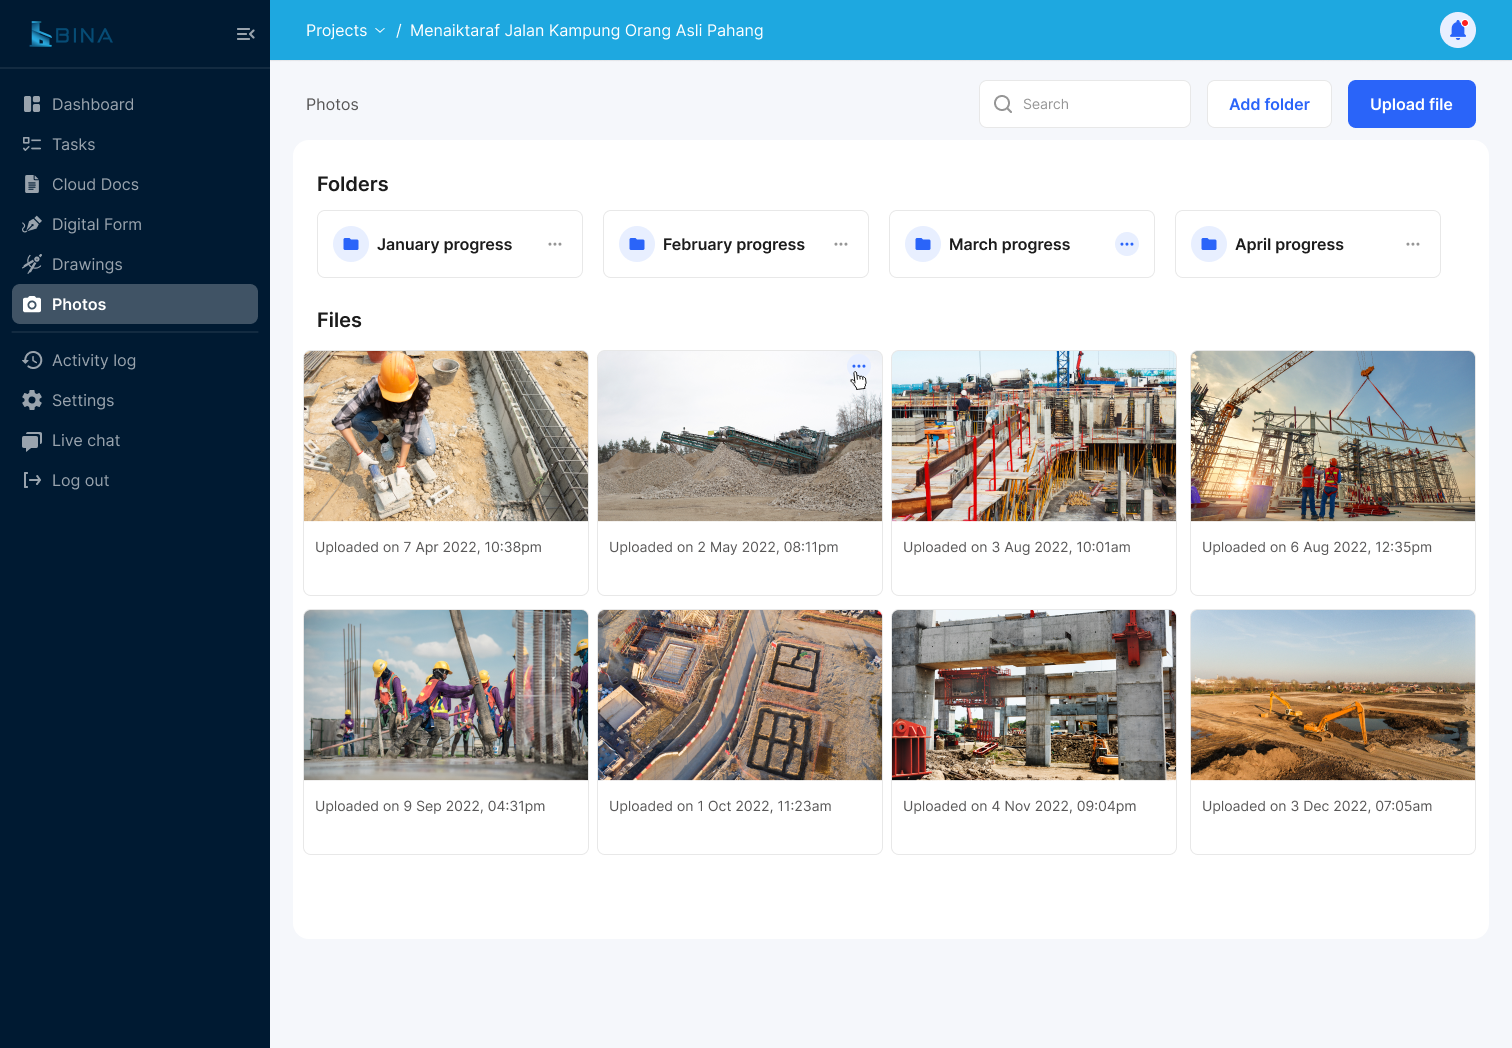 BINA
Projects / Menaiktaraf Jalan Kampung Orang Asli Pahang
Dashboard
Tasks
Cloud Docs
Digital Form
Drawings
Photos
Activity log
Settings
Live chat
Log out
Photos
Search
Add folder
Upload file
Folders
January progress
February progress
March progress
April progress
Files
Uploaded on 7 Apr 2022, 10:38pm
Uploaded on 2 May 2022, 08:11pm
Uploaded on 3 Aug 2022, 10:01am
Uploaded on 6 Aug 2022, 12:35pm
Uploaded on 9 Sep 2022, 04:31pm
Uploaded on 1 Oct 2022, 11:23am
Uploaded on 4 Nov 2022, 09:04pm
Uploaded on 3 Dec 2022, 07:05am